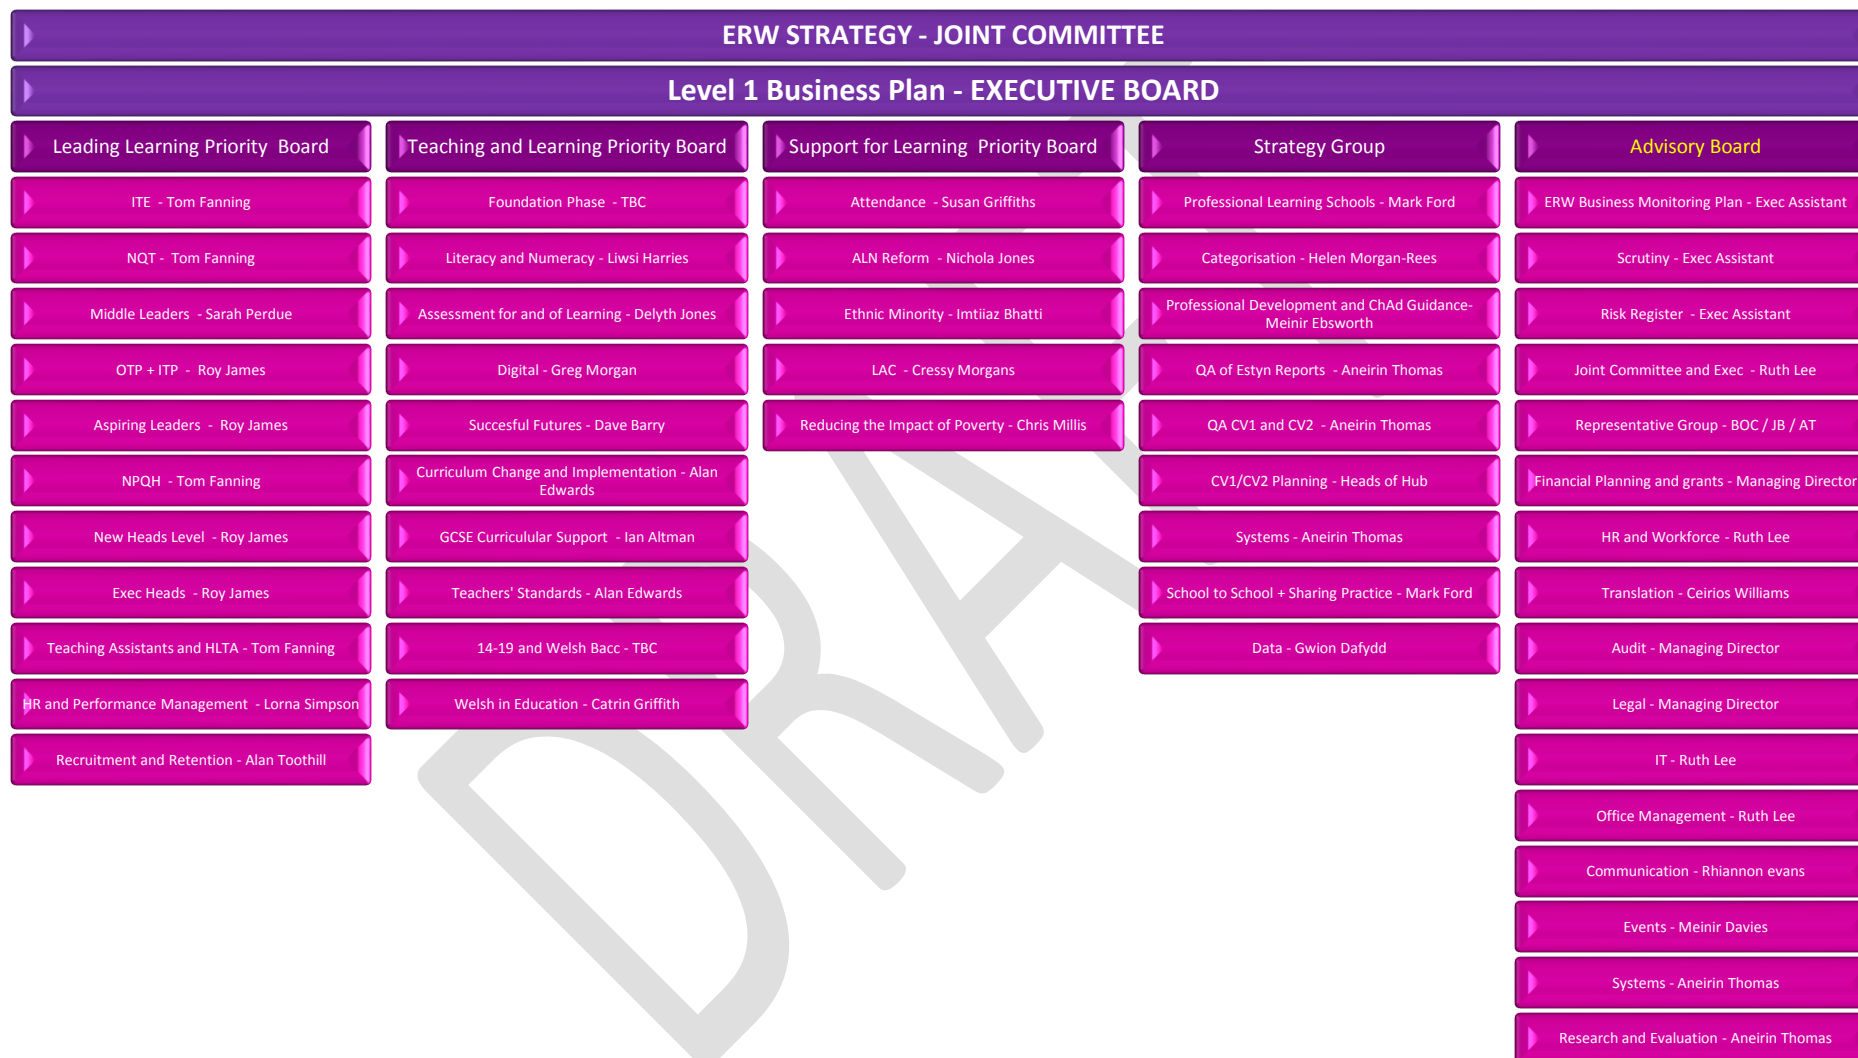 ERW STRATEGY - JOINT COMMITTEE
Level 1 Business Plan - EXECUTIVE BOARD
Leading Learning Priority Board
ITE - Tom Fanning
NQT - Tom Fanning
Middle Leaders - Sarah Perdue
OTP + ITP - Roy James
Aspiring Leaders - Roy James
NPQH - Tom Fanning
New Heads Level - Roy James
Exec Heads - Roy James
Teaching Assistants and HLTA - Tom Fanning
HR and Performance Management - Lorna Simpson
Recruitment and Retention - Alan Toothill
Teaching and Learning Priority Board
Foundation Phase - TBC
Literacy and Numeracy - Liwsi Harries
Assessment for and of Learning - Delyth Jones
Digital - Greg Morgan
Succesful Futures - Dave Barry
Curriculum Change and Implementation - Alan
Edwards
GCSE Curriculular Support - Ian Altman
Teachers' Standards - Alan Edwards
14-19 and Welsh Bacc - TBC
Welsh in Education - Catrin Griffith
Support for Learning Priority Board
Attendance - Susan Griffiths
ALN Reform - Nichola Jones
Ethnic Minority - Imtiiaz Bhatti
LAC - Cressy Morgans
Reducing the Impact of Poverty - Chris Millis
Strategy Group
Professional Learning Schools - Mark Ford
Categorisation - Helen Morgan-Rees
Professional Development and ChAd Guidance-
Meinir Ebsworth
QA of Estyn Reports - Aneirin Thomas
QA CV1 and CV2 - Aneirin Thomas
CV1/CV2 Planning - Heads of Hub
Systems - Aneirin Thomas
School to School + Sharing Practice - Mark Ford
Data - Gwion Dafydd
Advisory Board
ERW Business Monitoring Plan - Exec Assistant
Scrutiny - Exec Assistant
Risk Register - Exec Assistant
Joint Committee and Exec - Ruth Lee
Representative Group - BOC / JB / AT
Financial Planning and grants - Managing Director
HR and Workforce - Ruth Lee
Translation - Ceirios Williams
Audit - Managing Director
Legal - Managing Director
IT - Ruth Lee
Office Management - Ruth Lee
Communication - Rhiannon evans
Events - Meinir Davies
Systems - Aneirin Thomas
Research and Evaluation - Aneirin Thomas
DRAFT